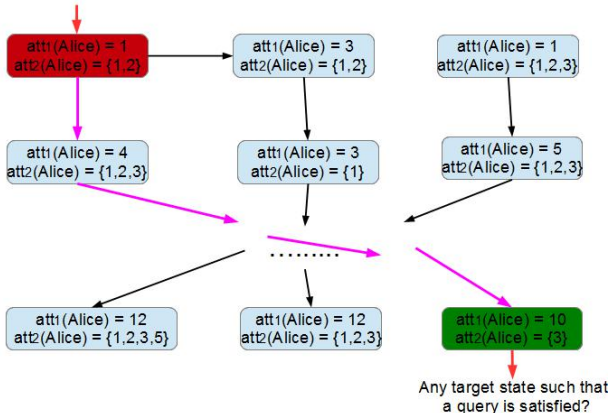 att1(Alice) = 1
att2(Alice) = {1,2}
att1(Alice) = 3
att2(Alice) = {1,2}
att1(Alice) = 1
att2(Alice) = {1,2,3}
att1(Alice) = 4
att2(Alice) = {1,2,3}
att1(Alice) = 3
att2(Alice) = {1}
att1(Alice) = 5
att2(Alice) = {1,2,3}
.........
att1(Alice) = 12
att2(Alice) = {1,2,3,5}
att1(Alice) = 12
att2(Alice) = {1,2,3}
att1(Alice) = 10
att2(Alice) = {3}
Any target state such that
a query is satisfied?